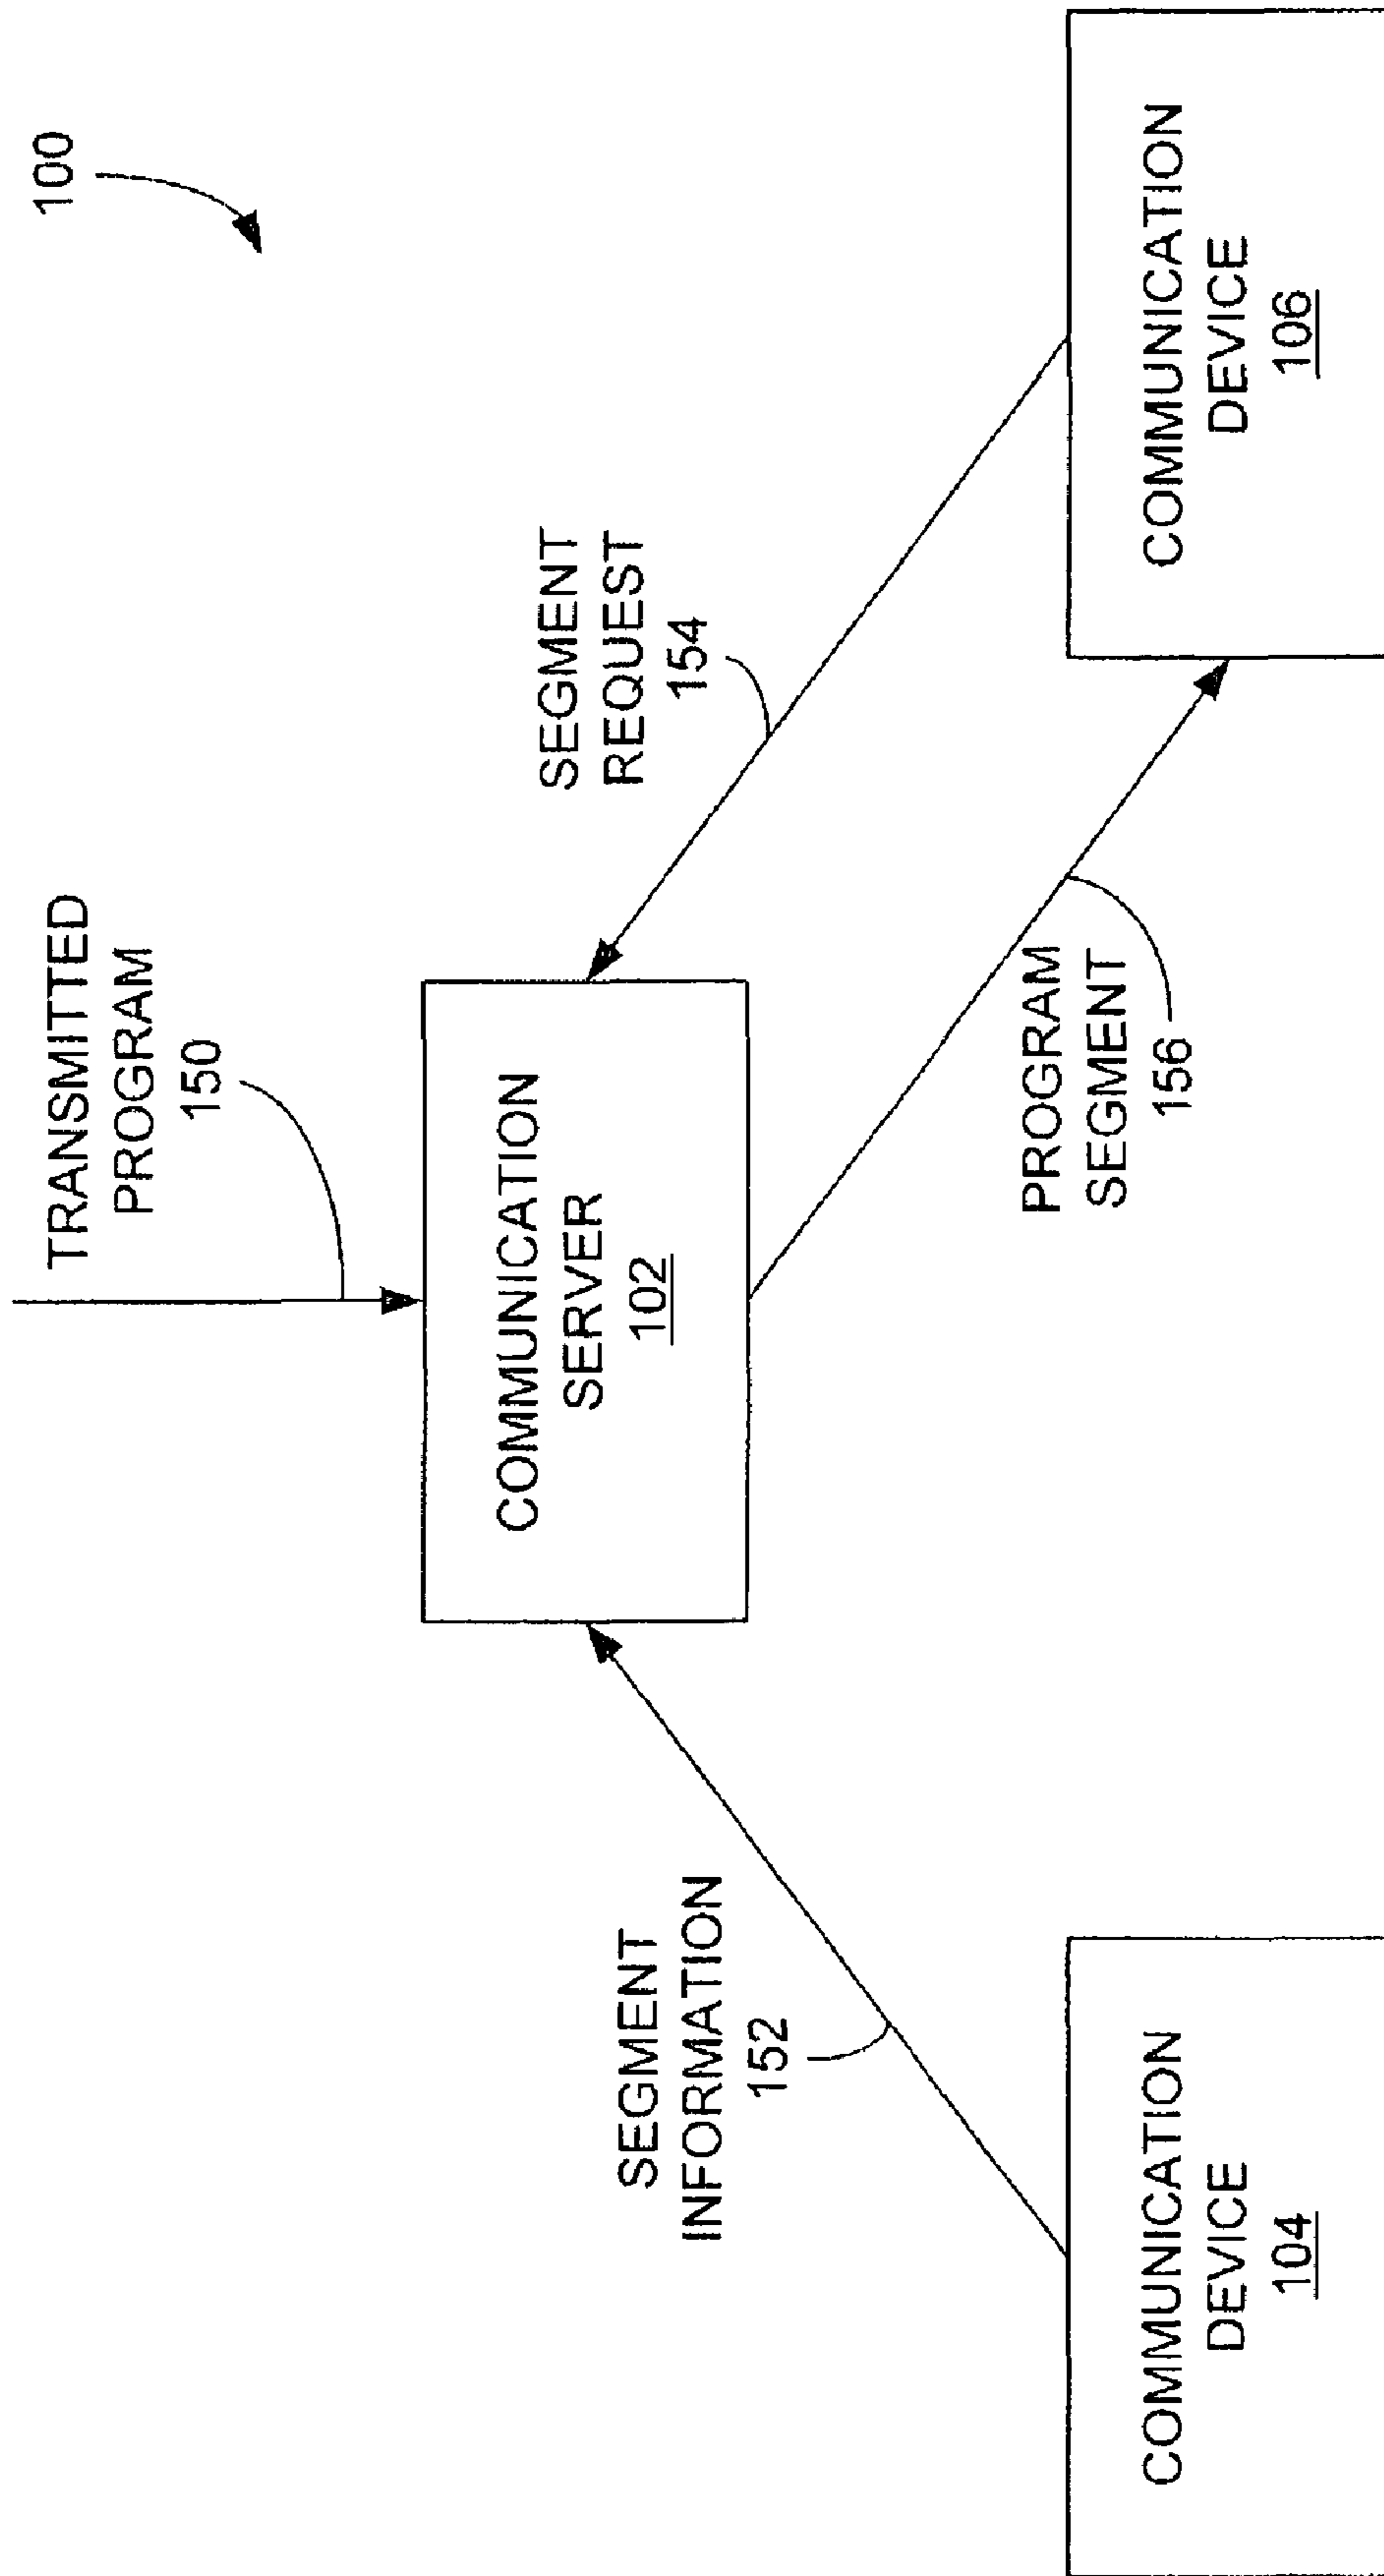 100
TRANSMITTED
PROGRAM
150
COMMUNICATION
SERVER
102
SEGMENT
REQUEST
154
SEGMENT
INFORMATION
152
PROGRAM
SEGMENT
156
COMMUNICATION
DEVICE
104
COMMUNICATION
DEVICE
106